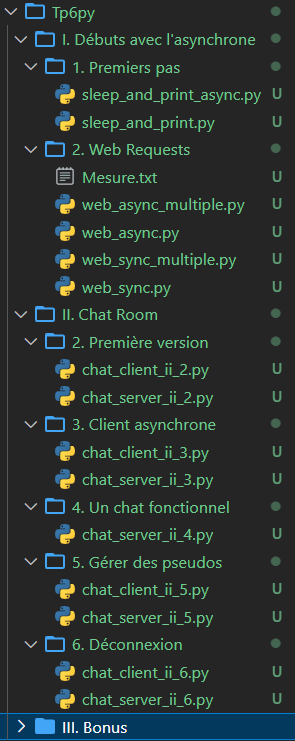 Tp6py
I. Débuts avec l'asynchrone
1. Premiers pas
sleep_and_print_async.py U
sleep_and_print.py U
2. Web Requests
Mesure.txt U
web_async_multiple.py U
web_async.py U
web_sync_multiple.py U
web_sync.py U
II. Chat Room
2. Première version
chat_client_ii_2.py U
chat_server_ii_2.py U
3. Client asynchrone
chat_client_ii_3.py U
chat_server_ii_3.py U
4. Un chat fonctionnel
chat_server_ii_4.py U
5. Gérer des pseudos
chat_client_ii_5.py U
chat_server_ii_5.py U
6. Déconnexion
chat_client_ii_6.py U
chat_server_ii_6.py U
III. Bonus